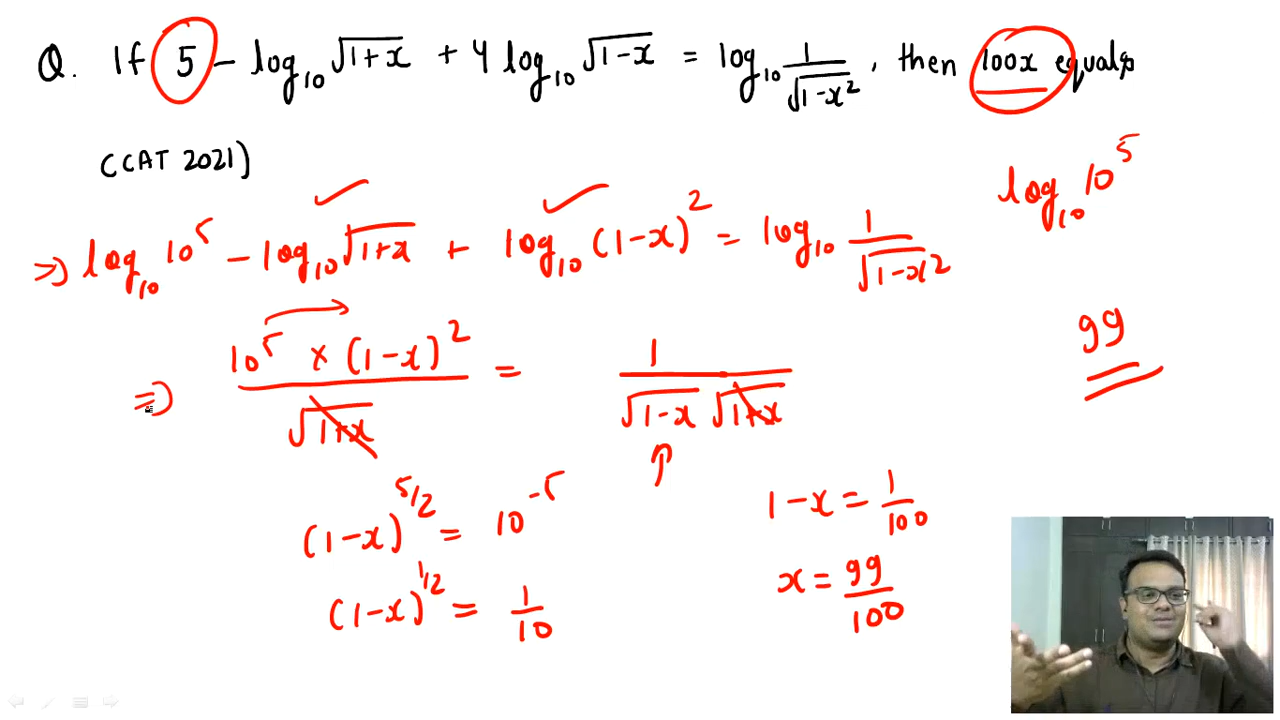 Q. If 5 - log₁₀ √(1+x) + 4 log₁₀ √(1-x) = log₁₀ 1/√(1-x²), then 100x equals
(CAT 2021)
log₁₀ 10⁵
⇒ log₁₀ 10⁵ - log₁₀ √(1+x) + log₁₀ (1-x)² = log₁₀ 1/√(1-x²)
99
⇒ 10⁵ × (1-x)² / √(1+x) = 1 / √(1-x) √(1+x)
(1-x)^(5/2) = 10⁻⁵
1-x = 1/100
(1-x)^(1/2) = 1/10
x = 99/100